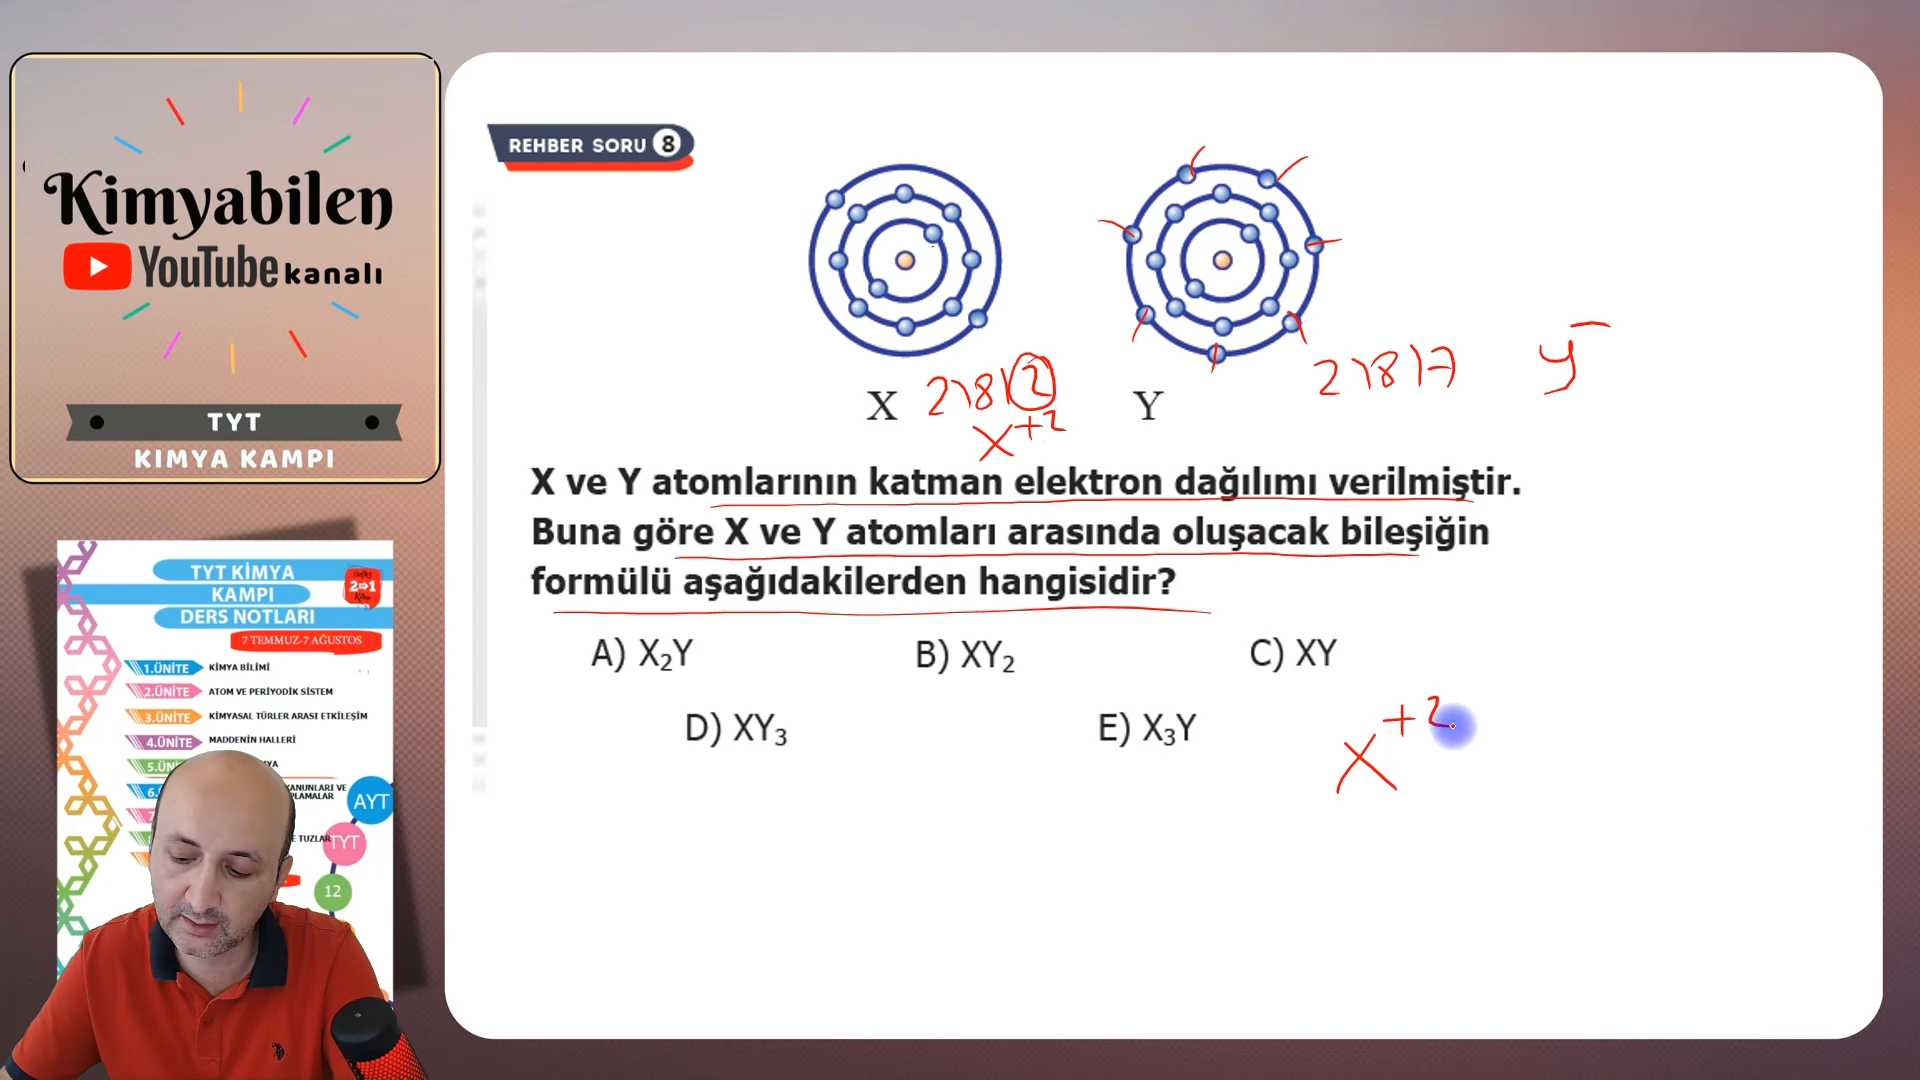 Kimyabilen
YouTube kanalı
TYT
KIMYA KAMPI
TYT KİMYA
KAMPI
DERS NOTLARI
2⇨1
7 TEMMUZ-7 AĞUSTOS
1.ÜNİTE KİMYA BİLİMİ
2.ÜNİTE ATOM VE PERİYODİK SİSTEM
3.ÜNİTE KİMYASAL TÜRLER ARASI ETKİLEŞİM
4.ÜNİTE MADDENİN HALLERİ
AYT
TYT
12
REHBER SORU 8
2)8)2
2)8)7
y⁻
X
Y
X⁺²
X ve Y atomlarının katman elektron dağılımı verilmiştir.
Buna göre X ve Y atomları arasında oluşacak bileşiğin
formülü aşağıdakilerden hangisidir?
A) X₂Y B) XY₂ C) XY
D) XY₃ E) X₃Y
X⁺²